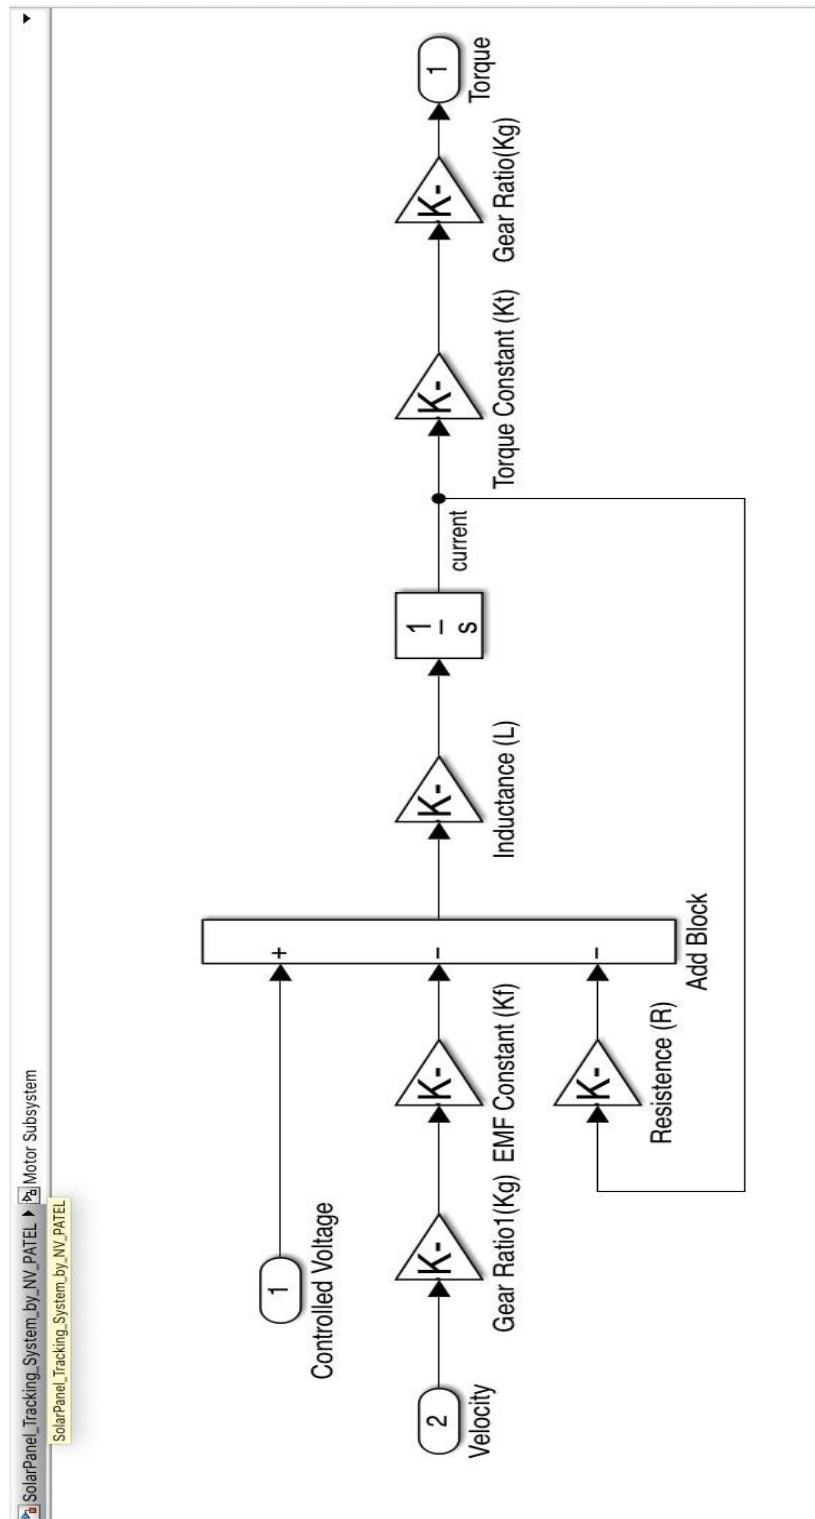 SolarPanel_Tracking_System_by_NV_PATEL
Motor Subsystem
SolarPanel_Tracking_System_by_NV_PATEL
1
Controlled Voltage
2
Velocity
K-
Gear Ratio1(Kg)
K-
EMF Constant (Kf)
K-
Resistence (R)
+
-
-
Add Block
K-
Inductance (L)
1
s
current
K-
Torque Constant (Kt)
K-
Gear Ratio(Kg)
1
Torque